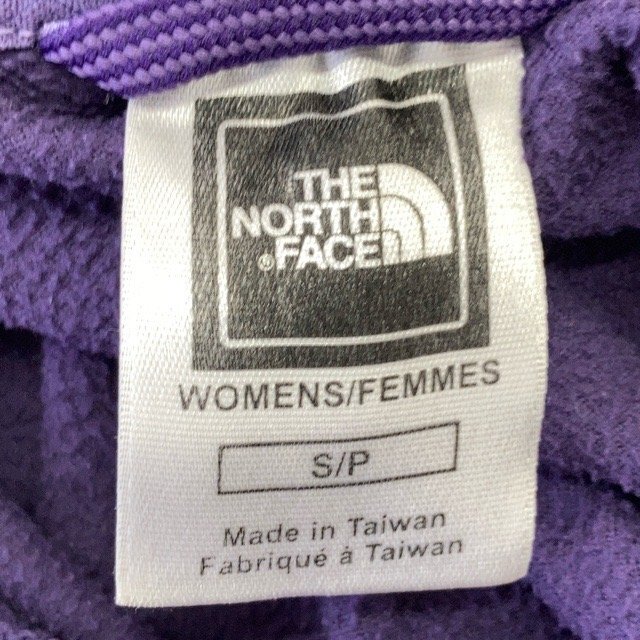 THE
NORTH
FACE
WOMENS/FEMMES
S/P
Made in Taiwan
Fabriqué à Taiwan